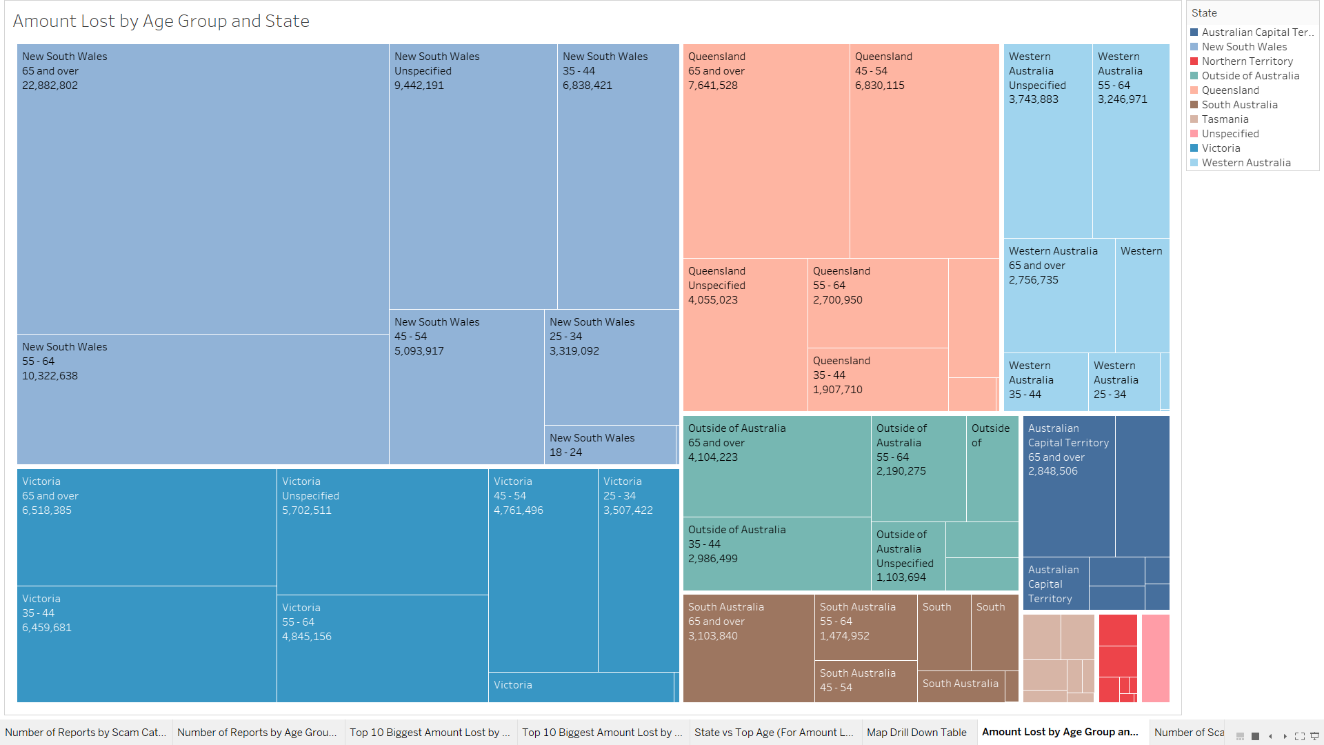 Amount Lost by Age Group and State
New South Wales
65 and over
22,882,802
New South Wales
Unspecified
9,442,191
New South Wales
35 - 44
6,838,421
New South Wales
55 - 64
10,322,638
New South Wales
45 - 54
5,093,917
New South Wales
25 - 34
3,319,092
New South Wales
18 - 24
Victoria
65 and over
6,518,385
Victoria
Unspecified
5,702,511
Victoria
45 - 54
4,761,496
Victoria
25 - 34
3,507,422
Victoria
35 - 44
6,459,681
Victoria
55 - 64
4,845,156
Victoria
Queensland
65 and over
7,641,528
Queensland
45 - 54
6,830,115
Queensland
Unspecified
4,055,023
Queensland
55 - 64
2,700,950
Queensland
35 - 44
1,907,710
Western
Australia
Unspecified
3,743,883
Western
Australia
55 - 64
3,246,971
Western Australia
65 and over
2,756,735
Western
Western
Australia
35 - 44
Western
Australia
25 - 34
Outside of Australia
65 and over
4,104,223
Outside of
Australia
55 - 64
2,190,275
Outside
of
Outside of Australia
35 - 44
2,986,499
Outside of
Australia
Unspecified
1,103,694
Australian
Capital Territory
65 and over
2,848,506
Australian
Capital
Territory
South Australia
65 and over
3,103,840
South Australia
55 - 64
1,474,952
South
South
South Australia
45 - 54
South Australia
State
Australian Capital Ter..
New South Wales
Northern Territory
Outside of Australia
Queensland
South Australia
Tasmania
Unspecified
Victoria
Western Australia
Number of Reports by Scam Cat...
Number of Reports by Age Grou...
Top 10 Biggest Amount Lost by ...
Top 10 Biggest Amount Lost by ...
State vs Top Age (For Amount L...
Map Drill Down Table
Amount Lost by Age Group an...
Number of Sca